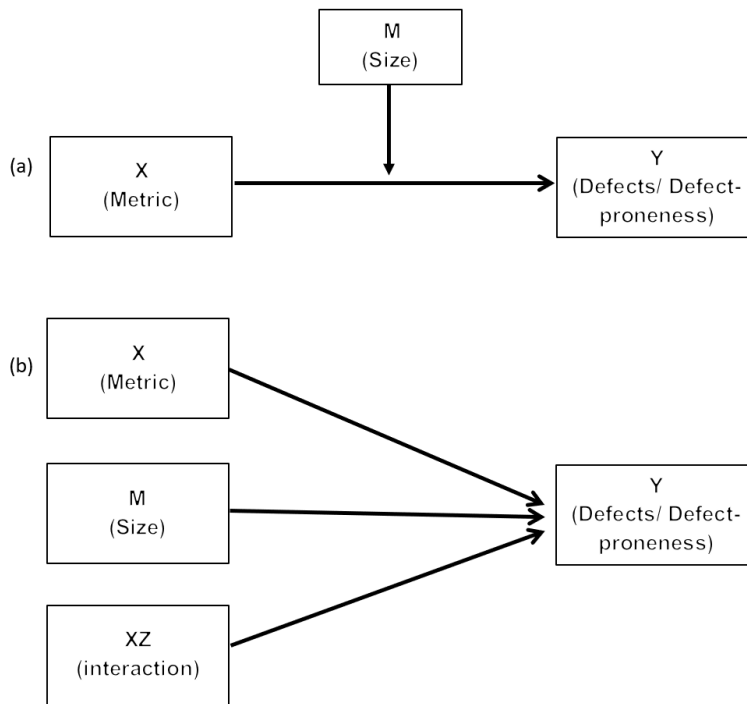 M
(Size)
(a)
X
(Metric)
Y
(Defects/ Defect-
proneness)
(b)
X
(Metric)
M
(Size)
Y
(Defects/ Defect-
proneness)
XZ
(interaction)